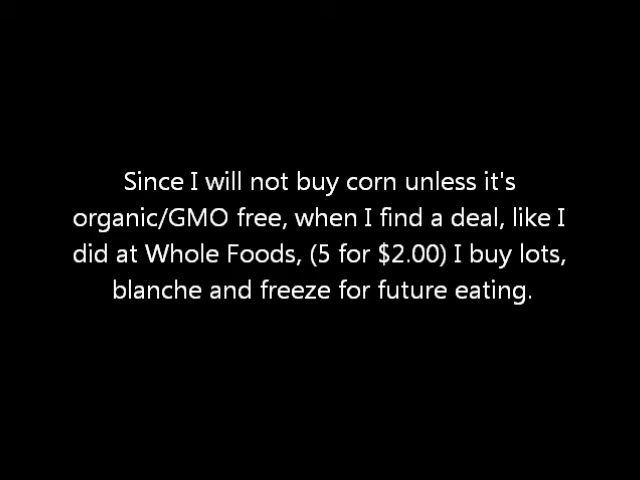 Since I will not buy corn unless it's
organic/GMO free, when I find a deal, like I
did at Whole Foods, (5 for $2.00) I buy lots,
blanche and freeze for future eating.